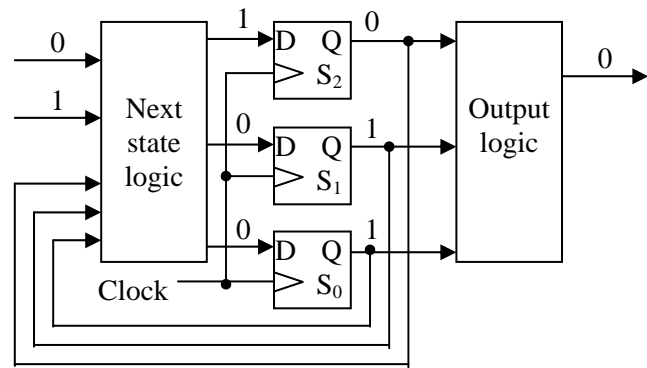 0
1
Next
state
logic
1
0
0
D Q
S₂
D Q
S₁
D Q
S₀
Clock
0
1
1
Output
logic
0